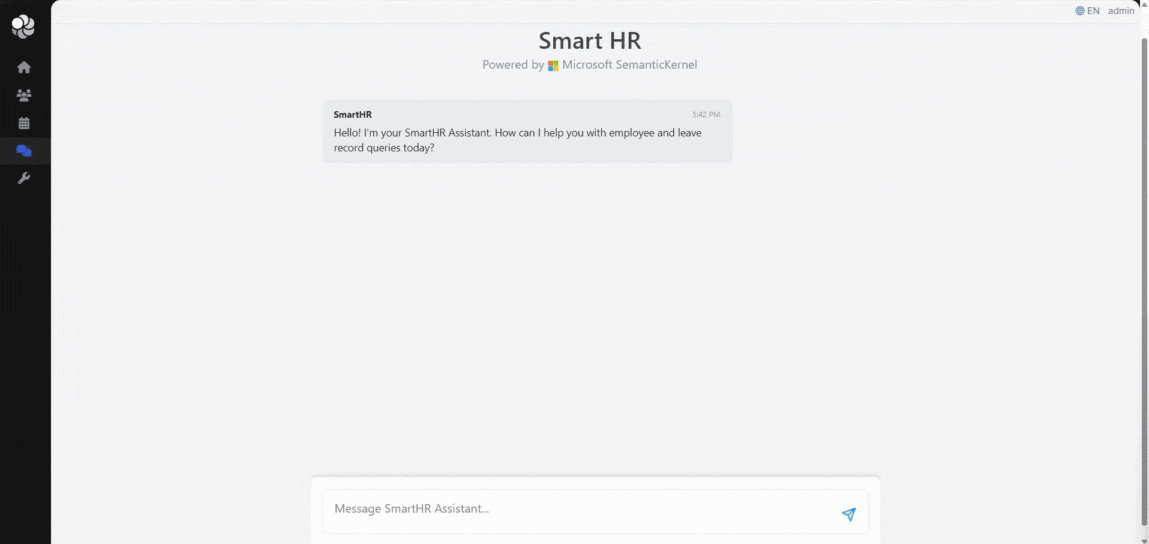 EN admin
Smart HR
Powered by Microsoft SemanticKernel
SmartHR 5:42 PM
Hello! I'm your SmartHR Assistant. How can I help you with employee and leave
record queries today?
Message SmartHR Assistant...